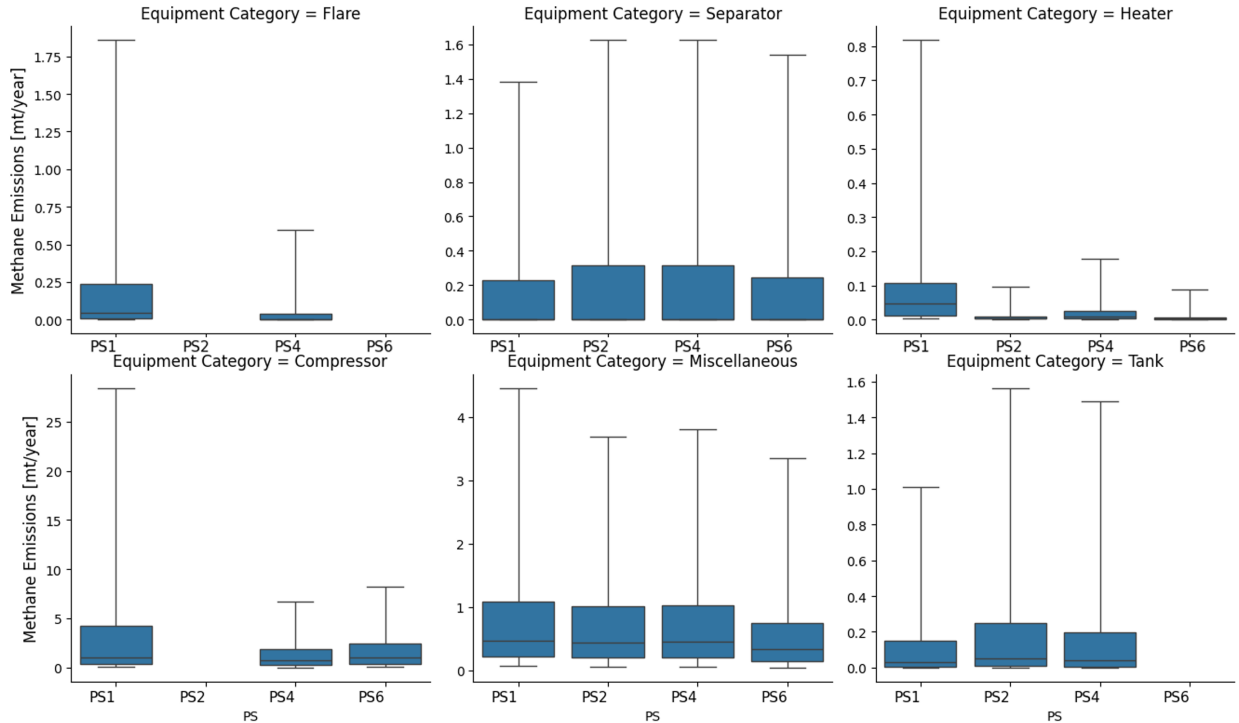 Equipment Category = Flare
Methane Emissions [mt/year]
1.75
1.50
1.25
1.00
0.75
0.50
0.25
0.00
PS1 PS2 PS4 PS6
Equipment Category = Separator
1.6
1.4
1.2
1.0
0.8
0.6
0.4
0.2
0.0
PS1 PS2 PS4 PS6
Equipment Category = Heater
0.8
0.7
0.6
0.5
0.4
0.3
0.2
0.1
0.0
PS1 PS2 PS4 PS6
Equipment Category = Compressor
Methane Emissions [mt/year]
25
20
15
10
5
0
PS1 PS2 PS4 PS6
PS
Equipment Category = Miscellaneous
4
3
2
1
0
PS1 PS2 PS4 PS6
PS
Equipment Category = Tank
1.6
1.4
1.2
1.0
0.8
0.6
0.4
0.2
0.0
PS1 PS2 PS4 PS6
PS